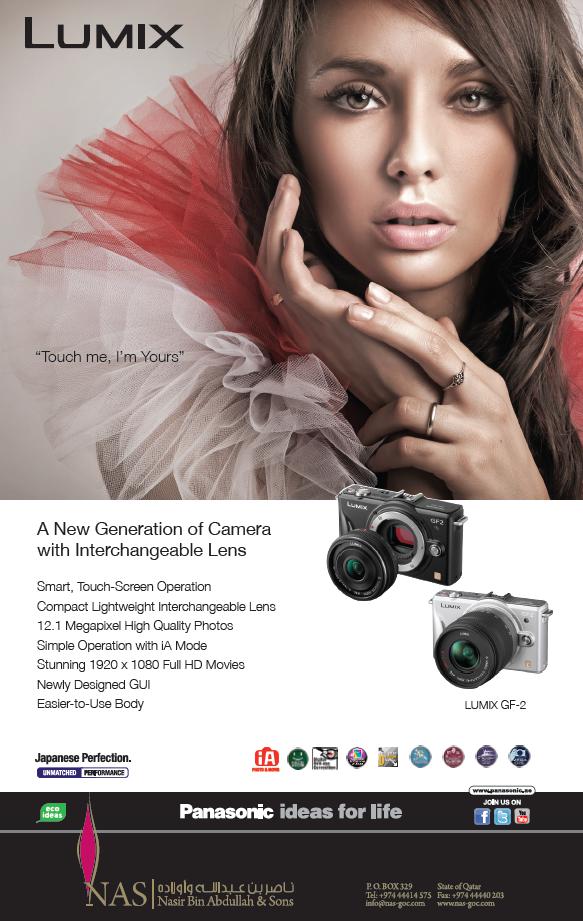 LUMIX
“Touch me, I’m Yours”
A New Generation of Camera
with Interchangeable Lens
Smart, Touch-Screen Operation
Compact Lightweight Interchangeable Lens
12.1 Megapixel High Quality Photos
Simple Operation with iA Mode
Stunning 1920 x 1080 Full HD Movies
Newly Designed GUI
Easier-to-Use Body
LUMIX
GF2
LUMIX
LUMIX GF-2
Japanese Perfection.
UNMATCHED PERFORMANCE
iA
PHOTO & MOVIE
www.panasonic.ae
eco
ideas
Panasonic ideas for life
JOIN US ON
You
Tube
NAS
ناصر بن عبدالله وأولاده
Nasir Bin Abdullah & Sons
P. O. BOX 329 State of Qatar
Tel: +974 44414 575 Fax: +974 44440 203
info@nas-goc.com www.nas-goc.com